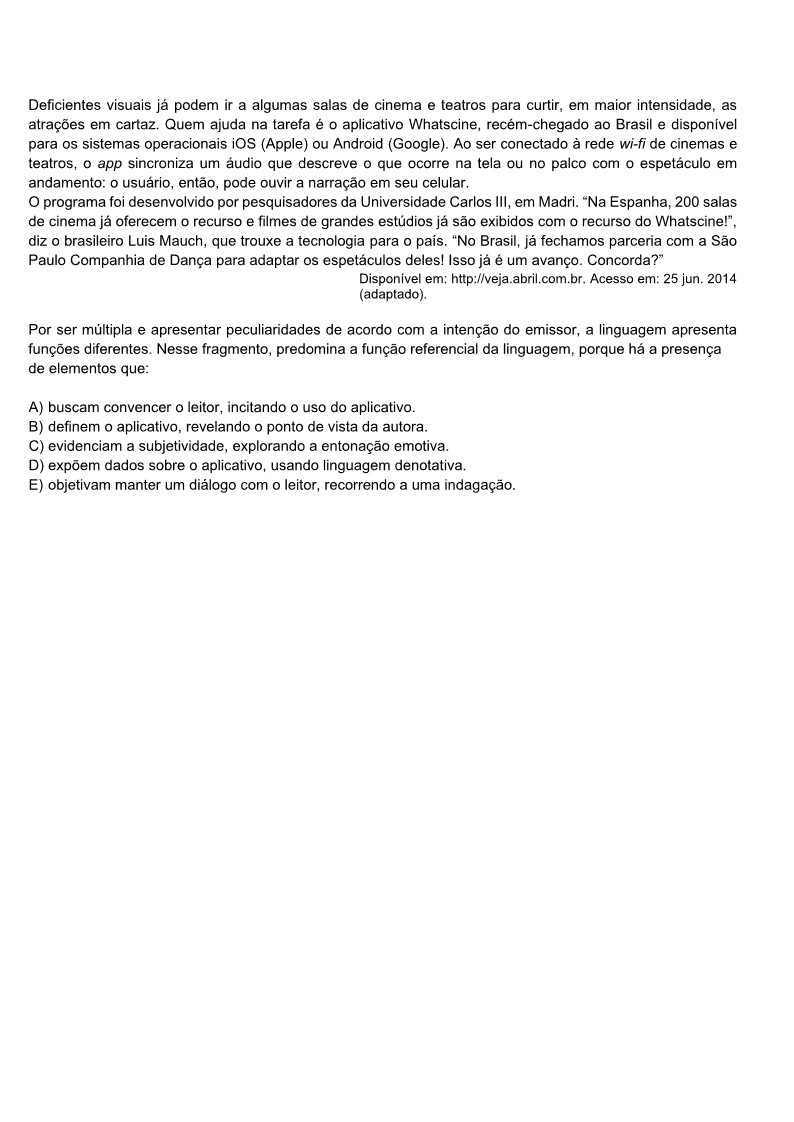 Deficientes visuais já podem ir a algumas salas de cinema e teatros para curtir, em maior intensidade, as
atrações em cartaz. Quem ajuda na tarefa é o aplicativo Whatscine, recém-chegado ao Brasil e disponível
para os sistemas operacionais iOS (Apple) ou Android (Google). Ao ser conectado à rede wi-fi de cinemas e
teatros, o app sincroniza um áudio que descreve o que ocorre na tela ou no palco com o espetáculo em
andamento: o usuário, então, pode ouvir a narração em seu celular.
O programa foi desenvolvido por pesquisadores da Universidade Carlos III, em Madri. “Na Espanha, 200 salas
de cinema já oferecem o recurso e filmes de grandes estúdios já são exibidos com o recurso do Whatscine!”,
diz o brasileiro Luis Mauch, que trouxe a tecnologia para o país. “No Brasil, já fechamos parceria com a São
Paulo Companhia de Dança para adaptar os espetáculos deles! Isso já é um avanço. Concorda?”
Disponível em: http://veja.abril.com.br. Acesso em: 25 jun. 2014
(adaptado).
Por ser múltipla e apresentar peculiaridades de acordo com a intenção do emissor, a linguagem apresenta
funções diferentes. Nesse fragmento, predomina a função referencial da linguagem, porque há a presença
de elementos que:
A) buscam convencer o leitor, incitando o uso do aplicativo.
B) definem o aplicativo, revelando o ponto de vista da autora.
C) evidenciam a subjetividade, explorando a entonação emotiva.
D) expõem dados sobre o aplicativo, usando linguagem denotativa.
E) objetivam manter um diálogo com o leitor, recorrendo a uma indagação.